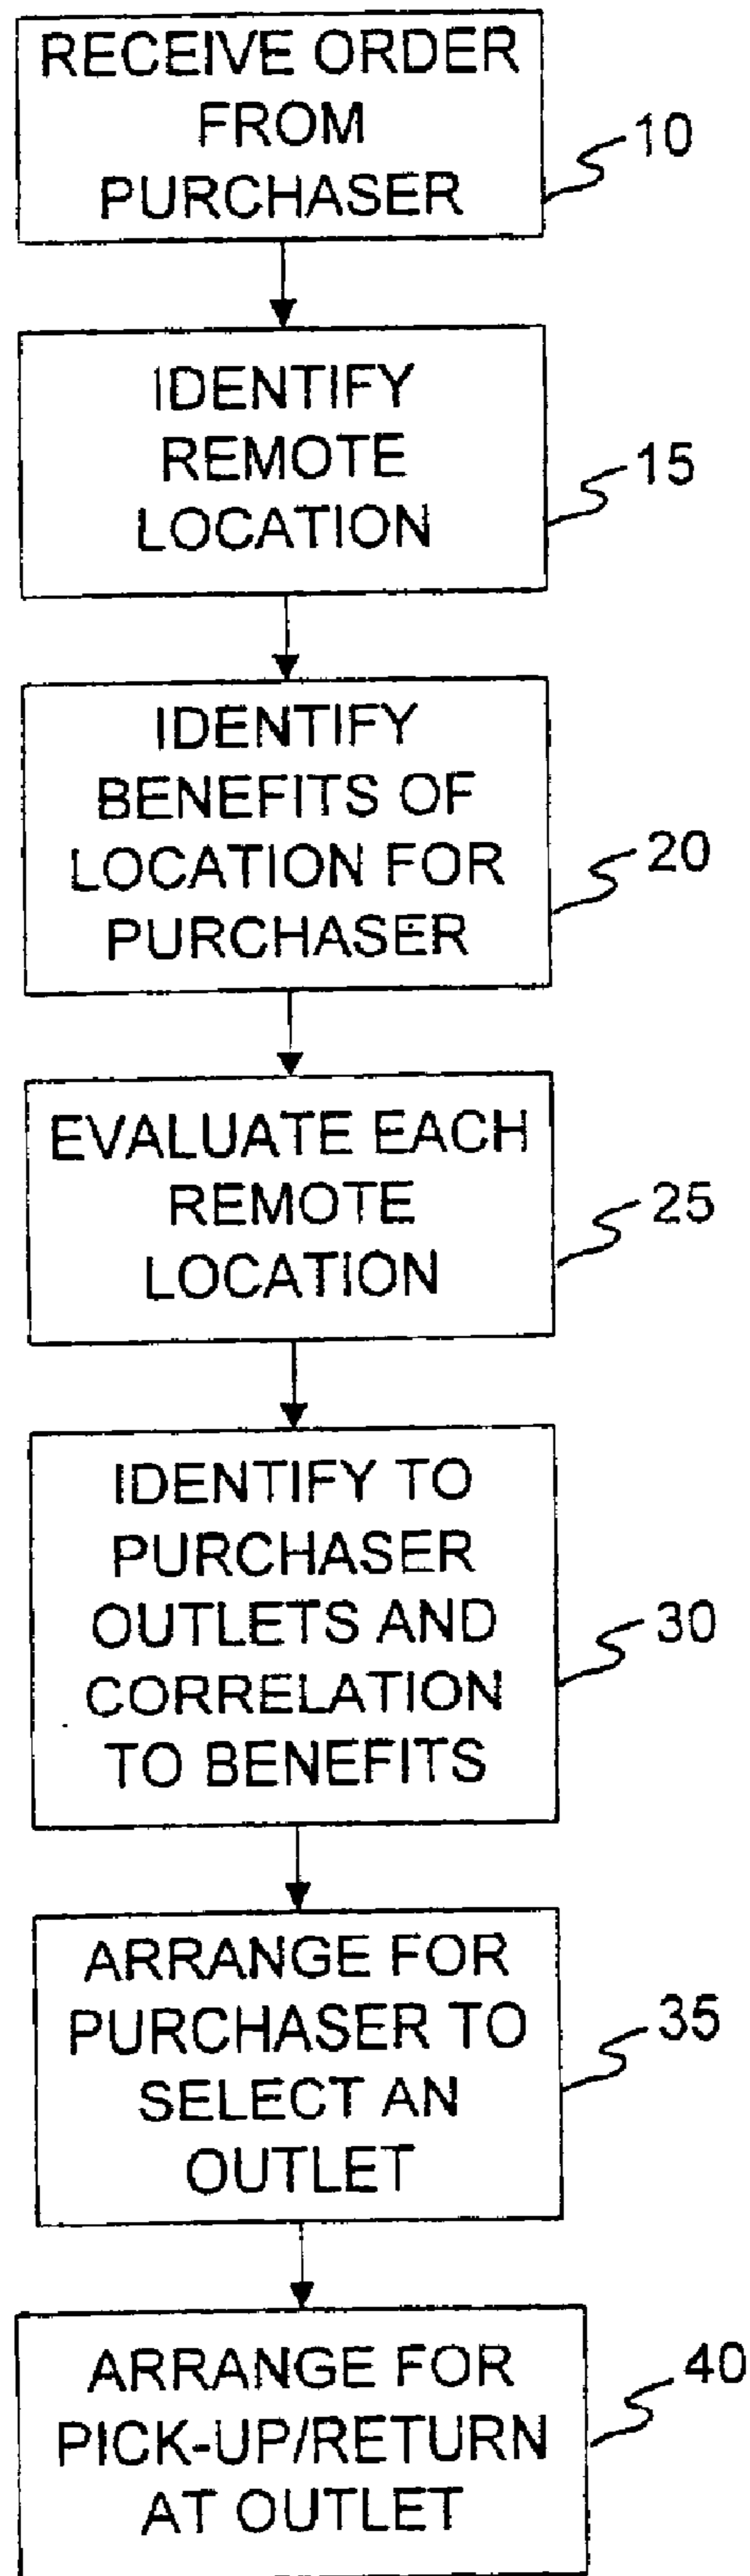 RECEIVE ORDER
FROM
PURCHASER
10
IDENTIFY
REMOTE
LOCATION
15
IDENTIFY
BENEFITS OF
LOCATION FOR
PURCHASER
20
EVALUATE EACH
REMOTE
LOCATION
25
IDENTIFY TO
PURCHASER
OUTLETS AND
CORRELATION
TO BENEFITS
30
ARRANGE FOR
PURCHASER TO
SELECT AN
OUTLET
35
ARRANGE FOR
PICK-UP/RETURN
AT OUTLET
40